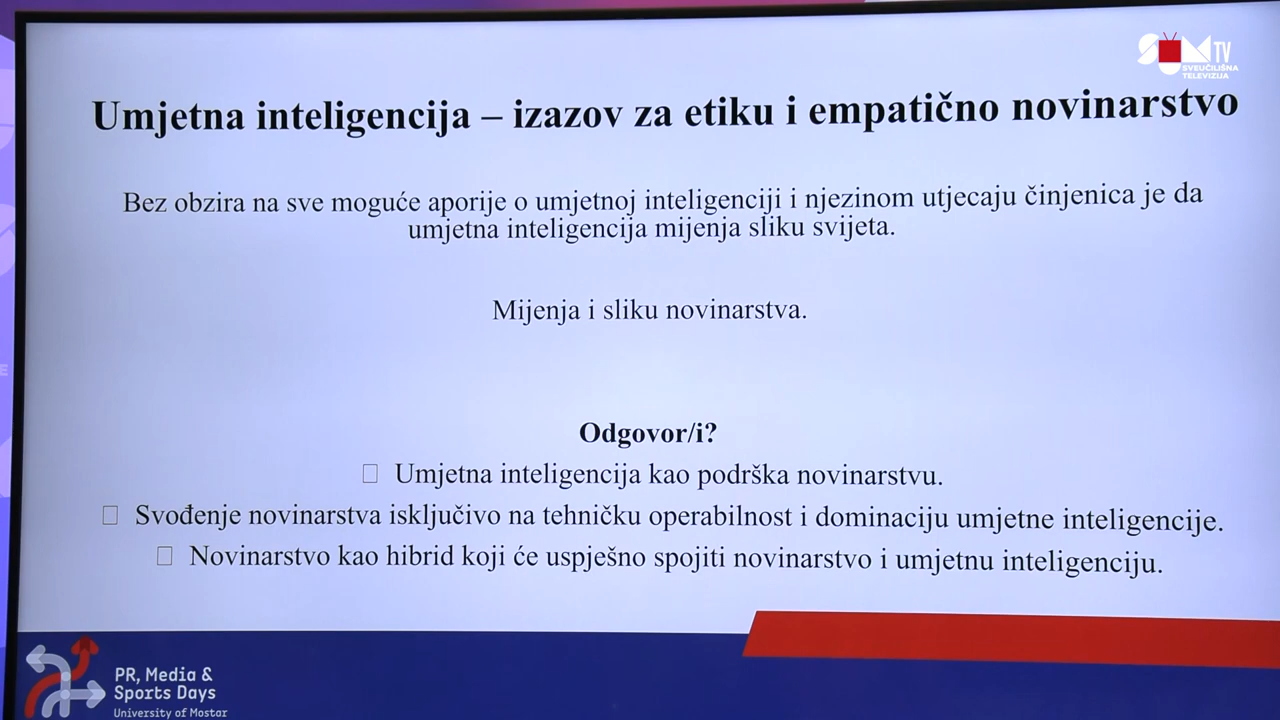 SUM TV
SVEUČILIŠNA
TELEVIZIJA
Umjetna inteligencija – izazov za etiku i empatično novinarstvo
Bez obzira na sve moguće aporije o umjetnoj inteligenciji i njezinom utjecaju činjenica je da
umjetna inteligencija mijenja sliku svijeta.
Mijenja i sliku novinarstva.
Odgovor/i?
Umjetna inteligencija kao podrška novinarstvu.
Svođenje novinarstva isključivo na tehničku operabilnost i dominaciju umjetne inteligencije.
Novinarstvo kao hibrid koji će uspješno spojiti novinarstvo i umjetnu inteligenciju.
PR, Media &
Sports Days
University of Mostar